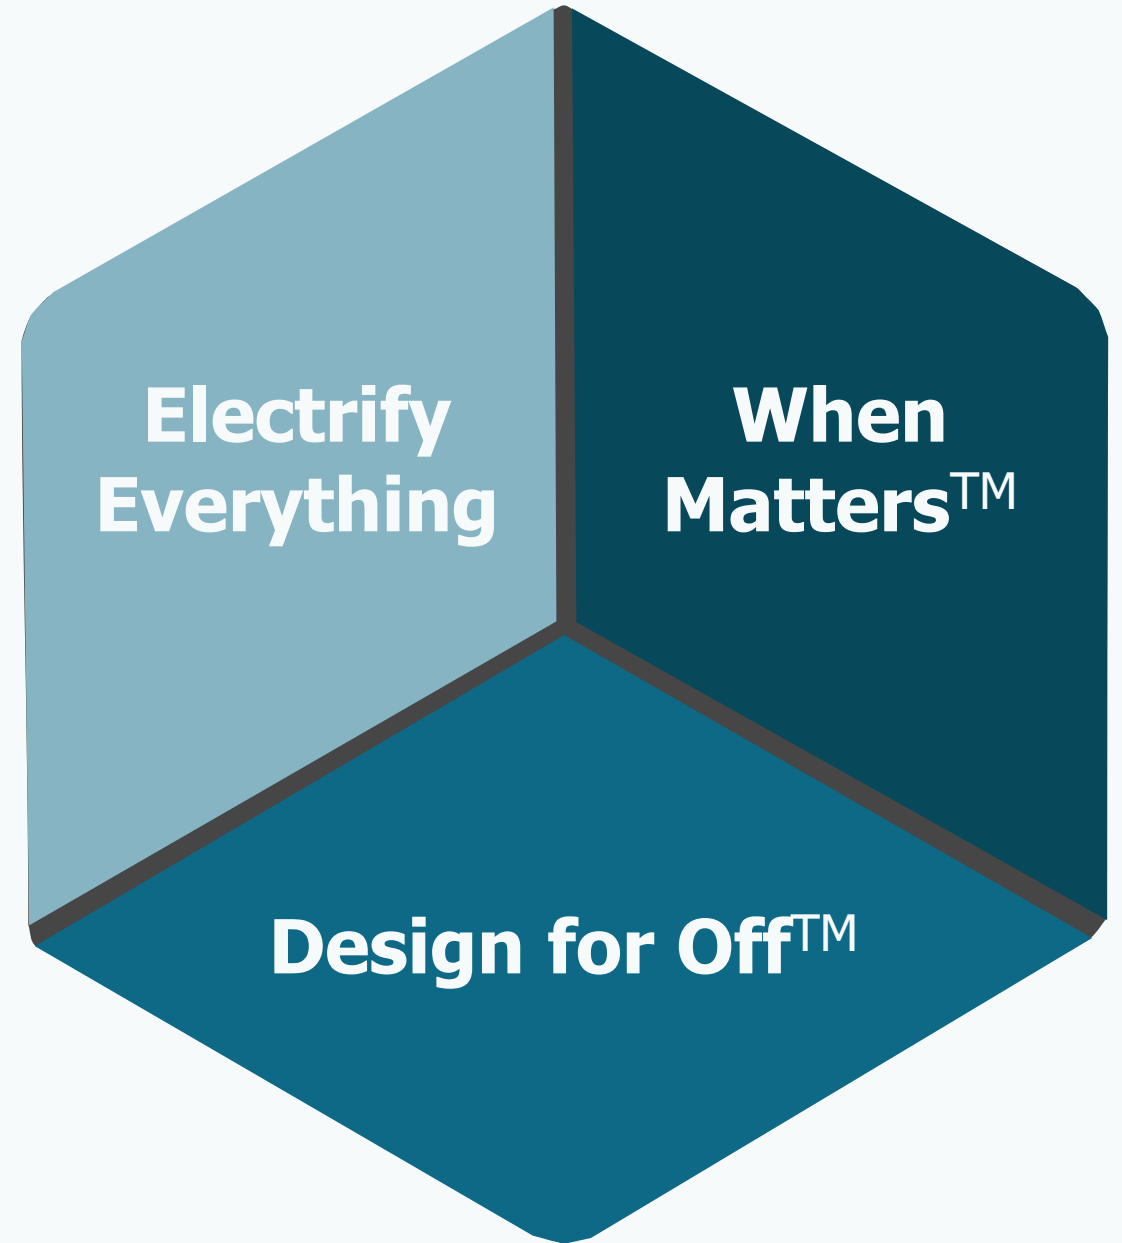 Electrify
Everything
When
Matters™
Design for Off™